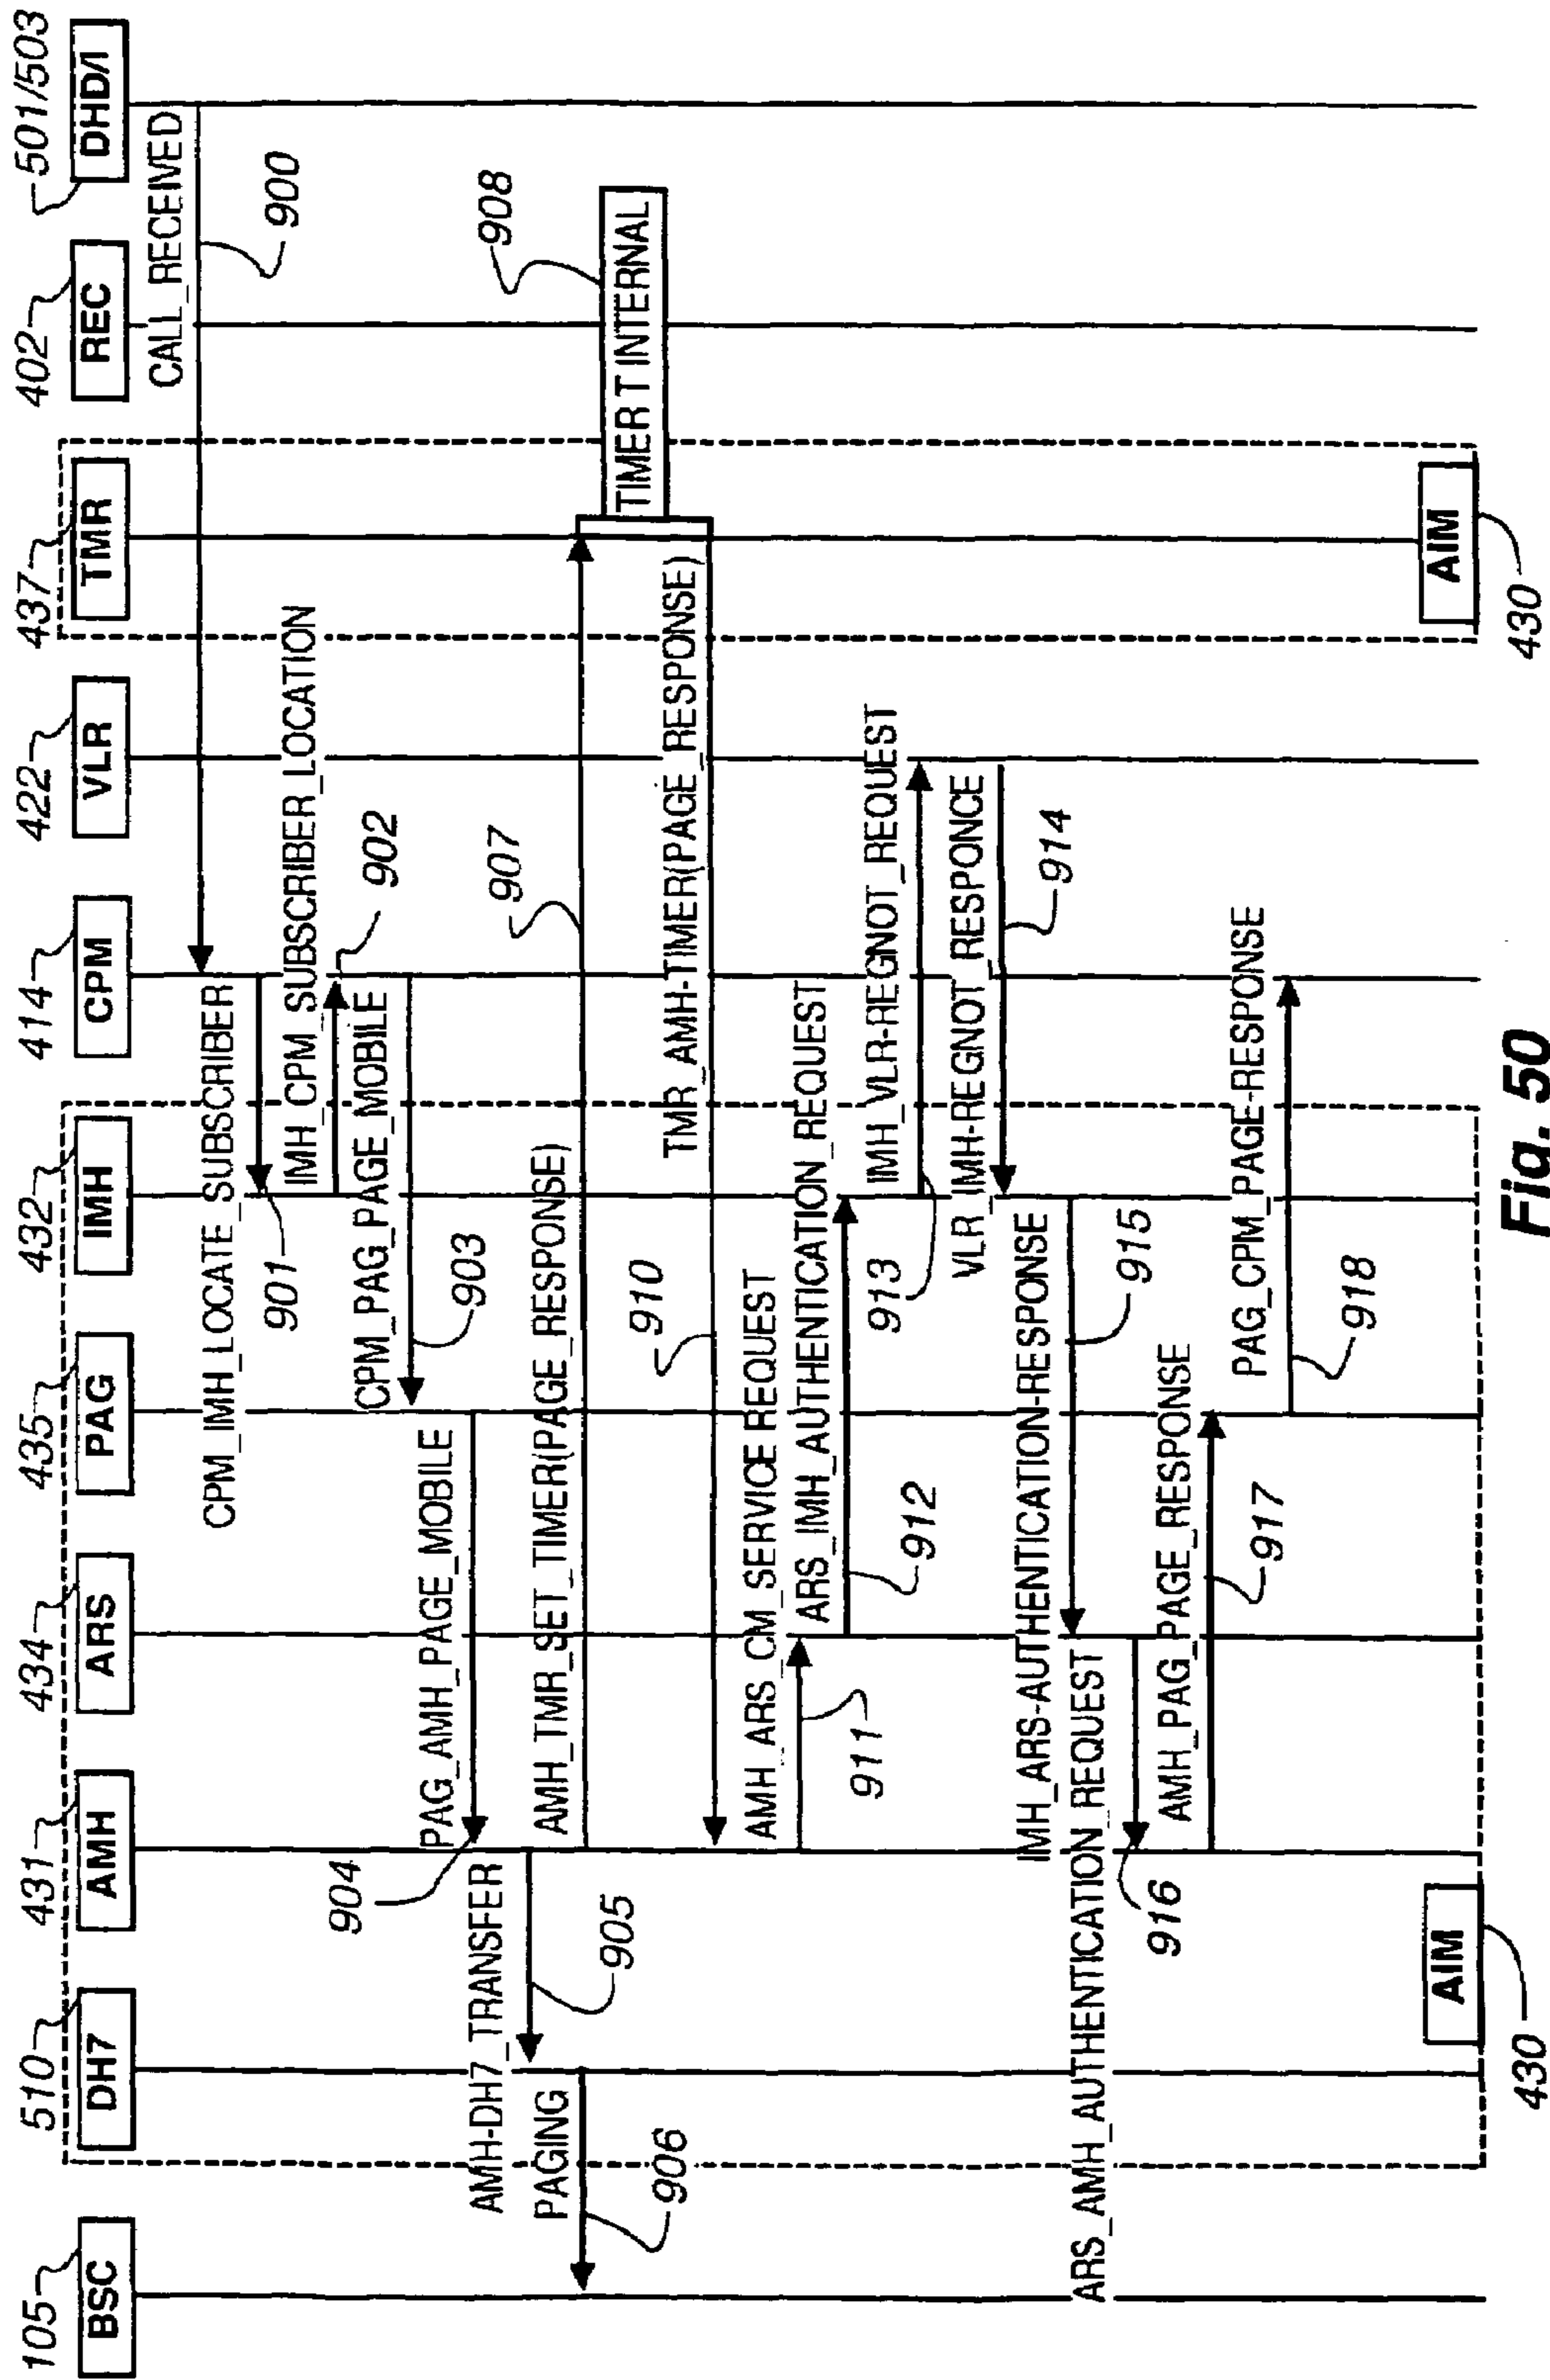 105
BSC
510
DH7
431
AMH
434
ARS
435
PAG
432
IMH
414
CPM
422
VLR
437
TMR
402
REC
501/503
DHD/I
CALL_RECEIVED
900
CPM_IMH_LOCATE_SUBSCRIBER
901
IMH_CPM_SUBSCRIBER_LOCATION
902
CPM_PAG_PAGE_MOBILE
903
PAG_AMH_PAGE_MOBILE
904
AMH-DH7_TRANSFER
905
PAGING
906
AMH_TMR_SET_TIMER(PAGE_RESPONSE)
907
908
TIMER T INTERNAL
TMR_AMH-TIMER(PAGE_RESPONSE)
910
AMH_ARS_CM_SERVICE REQUEST
911
ARS_IMH_AUTHENTICATION_REQUEST
912
IMH_VLR-REGNOT_REQUEST
913
VLR_IMH-REGNOT_RESPONCE
914
IMH_ARS-AUTHENTICATION-RESPONSE
915
ARS_AMH_AUTHENTICATION_REQUEST
916
AMH_PAG_PAGE_RESPONSE
917
PAG_CPM_PAGE-RESPONSE
918
AIM
430
AIM
430
Fig. 50